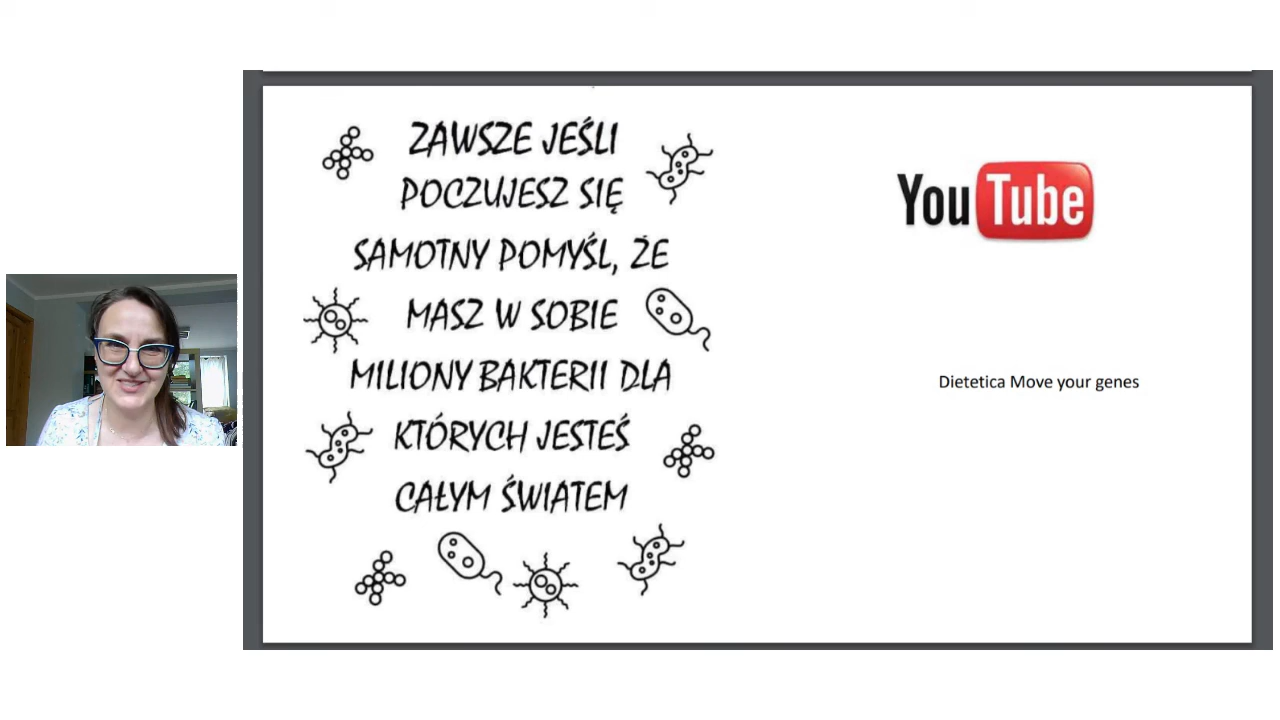 ZAWSZE JEŚLI
POCZUJESZ SIĘ
SAMOTNY POMYŚL, ŻE
MASZ W SOBIE
MILIONY BAKTERII DLA
KTÓRYCH JESTEŚ
CAŁYM ŚWIATEM
YouTube
Dietetica Move your genes